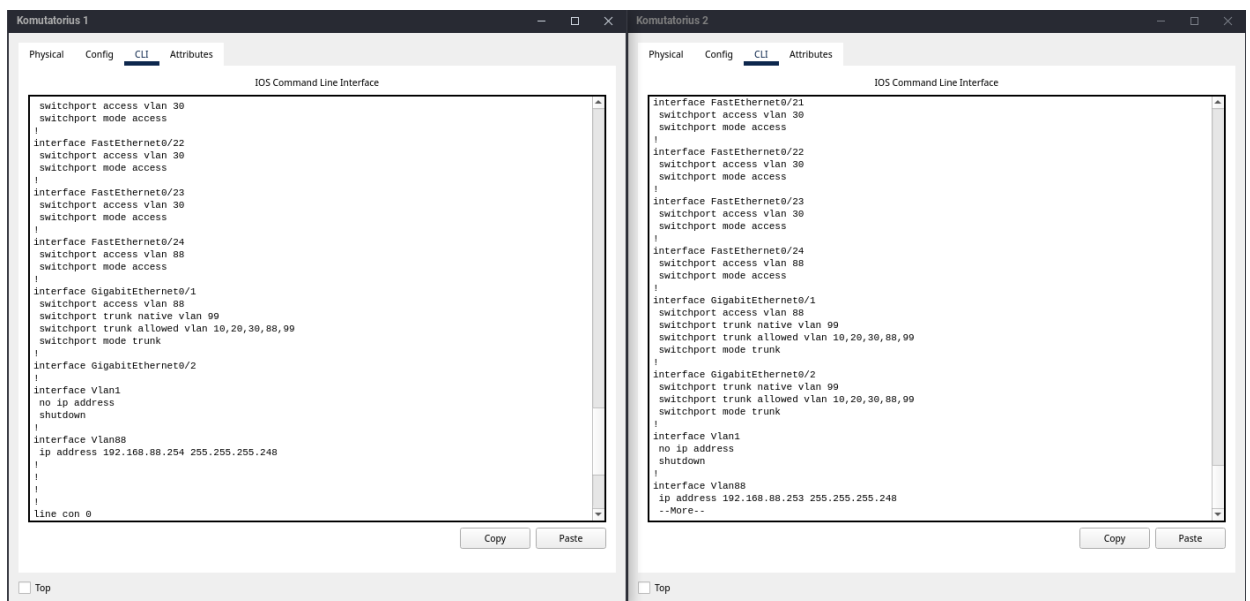 Komutatorius 1
Physical Config CLI Attributes
IOS Command Line Interface
switchport access vlan 30
switchport mode access
!
interface FastEthernet0/22
switchport access vlan 30
switchport mode access
!
interface FastEthernet0/23
switchport access vlan 30
switchport mode access
!
interface FastEthernet0/24
switchport access vlan 88
switchport mode access
!
interface GigabitEthernet0/1
switchport access vlan 88
switchport trunk native vlan 99
switchport trunk allowed vlan 10,20,30,88,99
switchport mode trunk
!
interface GigabitEthernet0/2
!
interface Vlan1
no ip address
shutdown
!
interface Vlan88
ip address 192.168.88.254 255.255.255.248
!
!
!
!
line con 0
Copy Paste
Top
Komutatorius 2
Physical Config CLI Attributes
IOS Command Line Interface
interface FastEthernet0/21
switchport access vlan 30
switchport mode access
!
interface FastEthernet0/22
switchport access vlan 30
switchport mode access
!
interface FastEthernet0/23
switchport access vlan 30
switchport mode access
!
interface FastEthernet0/24
switchport access vlan 88
switchport mode access
!
interface GigabitEthernet0/1
switchport access vlan 88
switchport trunk native vlan 99
switchport trunk allowed vlan 10,20,30,88,99
switchport mode trunk
!
interface GigabitEthernet0/2
switchport trunk native vlan 99
switchport trunk allowed vlan 10,20,30,88,99
switchport mode trunk
!
interface Vlan1
no ip address
shutdown
!
interface Vlan88
ip address 192.168.88.253 255.255.255.248
--More--
Copy Paste
Top